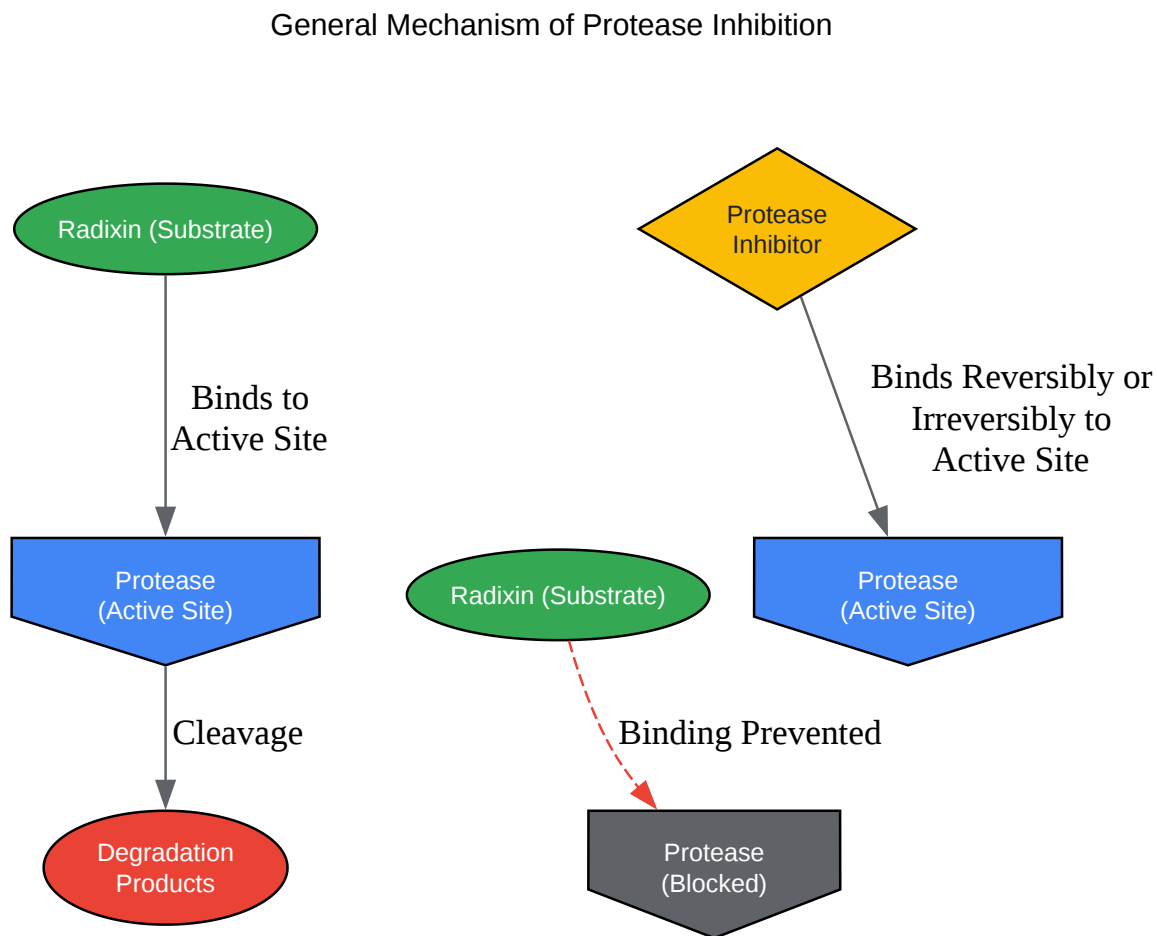 General Mechanism of Protease Inhibition
Radixin (Substrate)
Binds to
Active Site
Protease
(Active Site)
Cleavage
Degradation
Products
Protease
Inhibitor
Binds Reversibly or
Irreversibly to
Active Site
Protease
(Active Site)
Radixin (Substrate)
Binding Prevented
Protease
(Blocked)